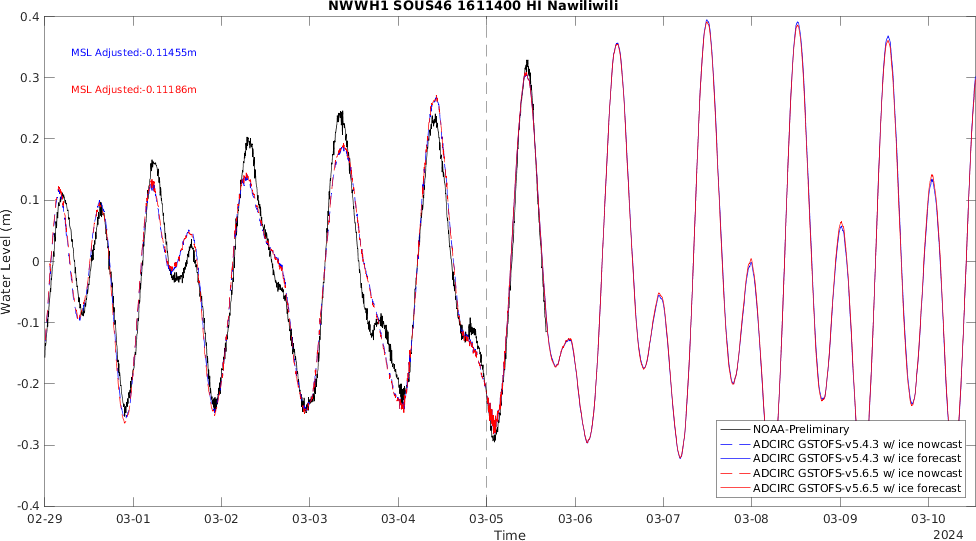 NWWH1 SOUS46 1611400 HI Nawiliwili
0.4
MSL Adjusted:-0.11455m
0.3
MSL Adjusted:-0.11186m
0.2
0.1
0
-0.1
-0.2
-0.3
-0.4
Water Level (m)
NOAA-Preliminary
ADCIRC GSTOFS-v5.4.3 w/ ice nowcast
ADCIRC GSTOFS-v5.4.3 w/ ice forecast
ADCIRC GSTOFS-v5.6.5 w/ ice nowcast
ADCIRC GSTOFS-v5.6.5 w/ ice forecast
02-29 03-01 03-02 03-03 03-04 03-05 03-06 03-07 03-08 03-09 03-10
Time
2024